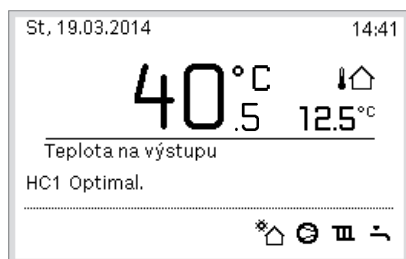 St, 19.03.2014 14:41
40.5°C
12.5°C
Teplota na výstupu
HC1 Optimal.